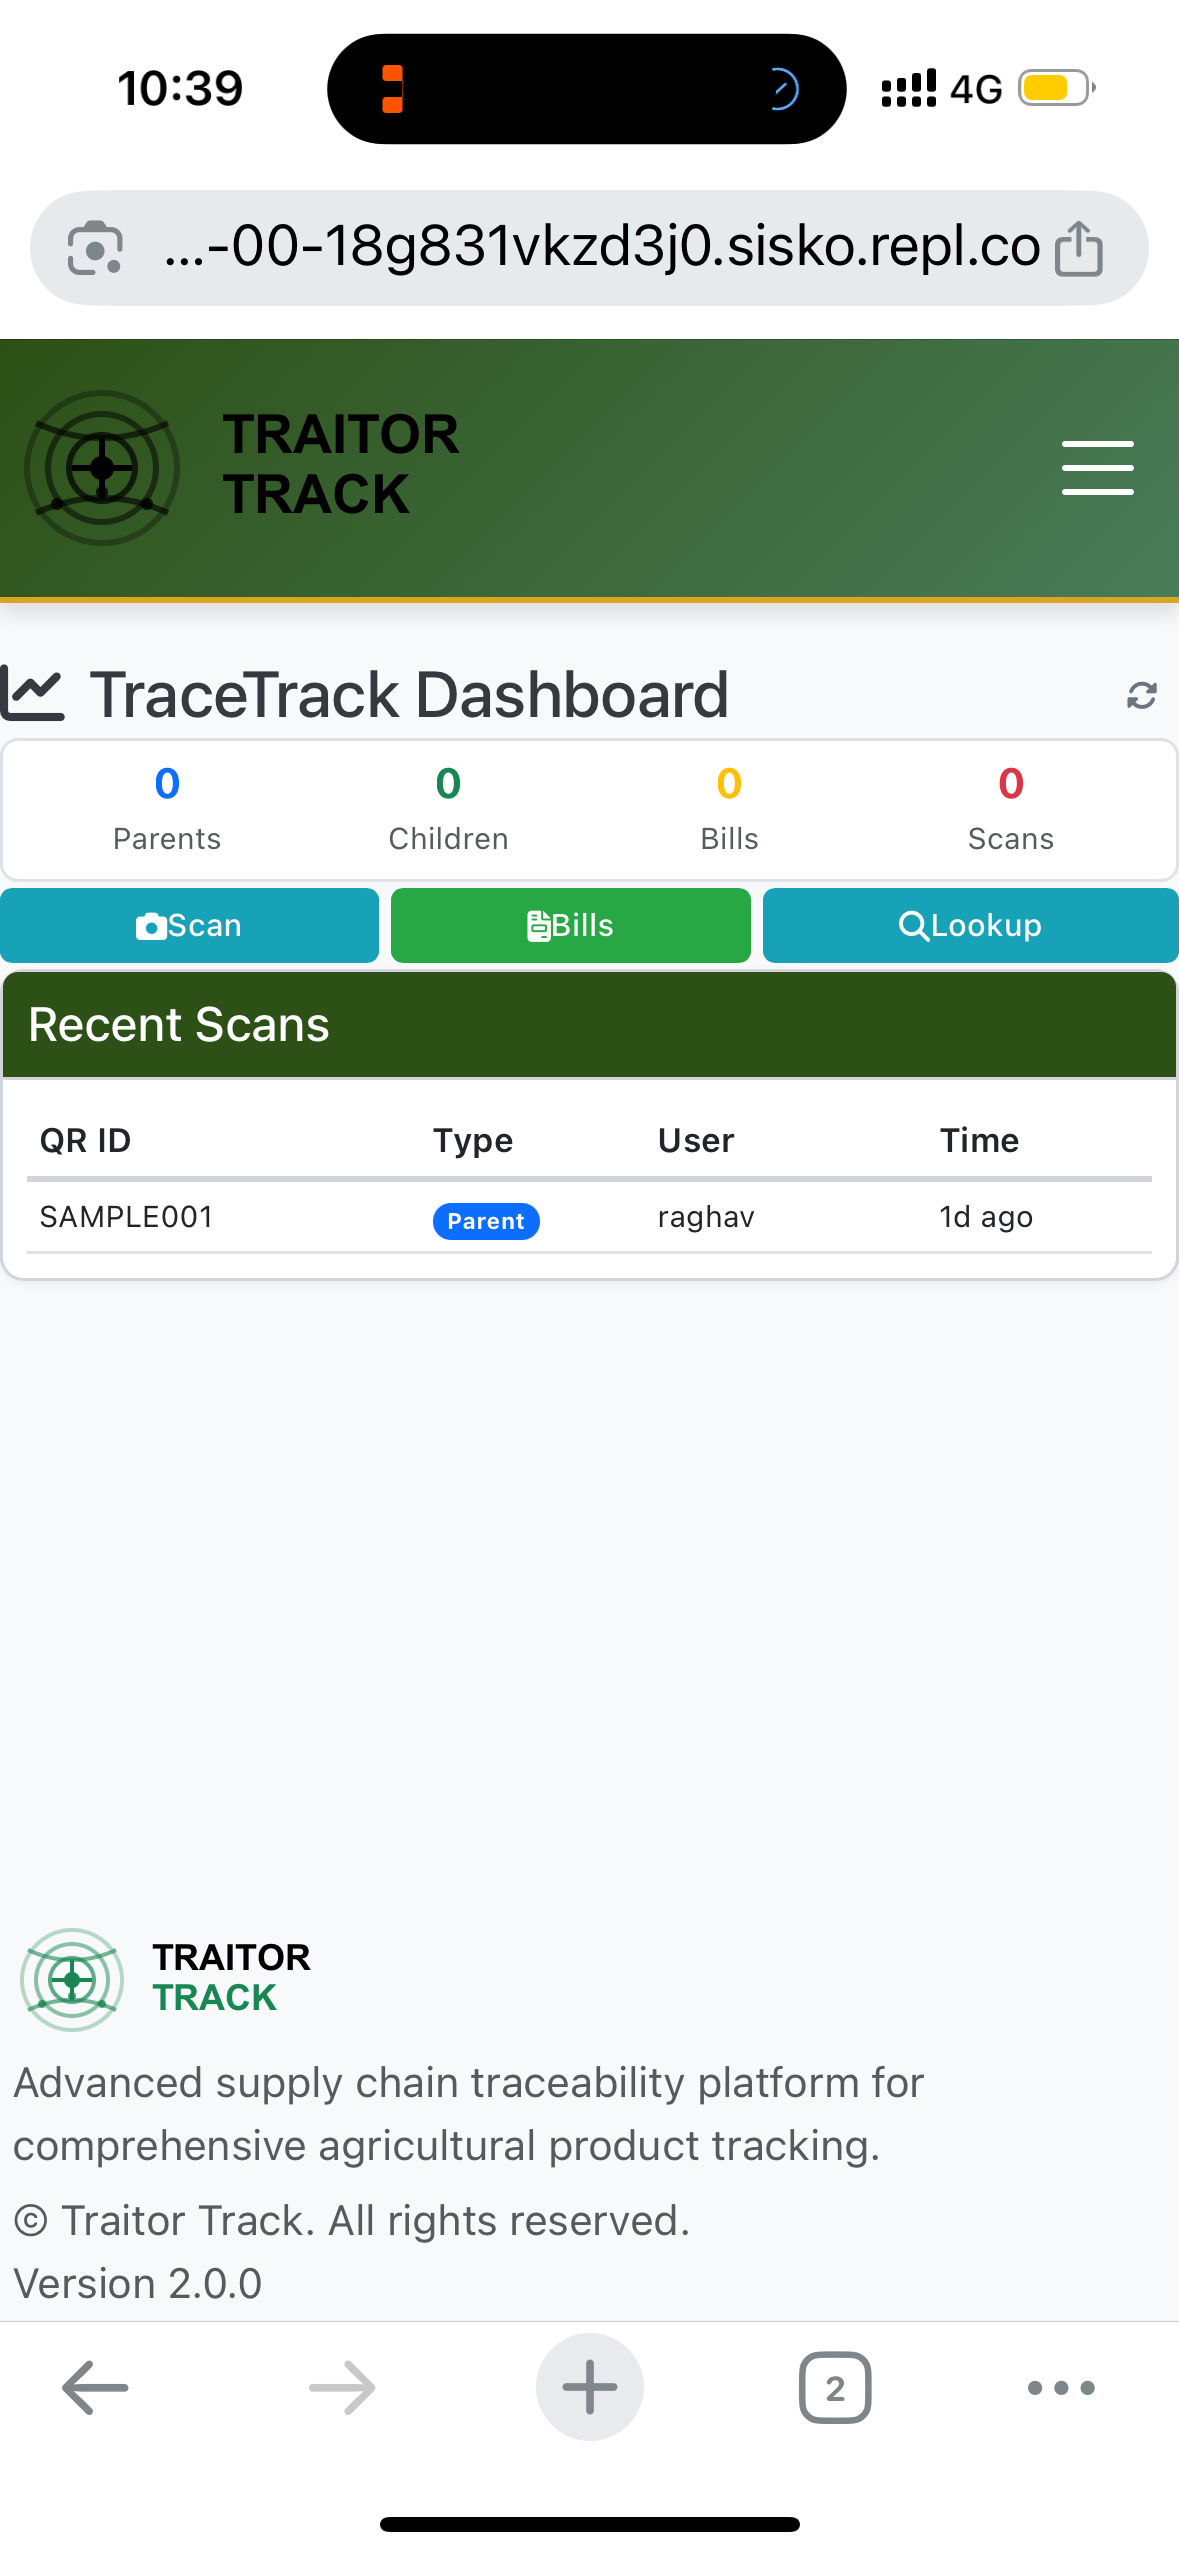 10:39
4G
...-00-18g831vkzd3j0.sisko.repl.co
TRAITOR
TRACK
TraceTrack Dashboard
0 0 0 0
Parents Children Bills Scans
Scan Bills Lookup
Recent Scans
QR ID Type User Time
SAMPLE001 Parent raghav 1d ago
TRAITOR
TRACK
Advanced supply chain traceability platform for
comprehensive agricultural product tracking.
© Traitor Track. All rights reserved.
Version 2.0.0
2